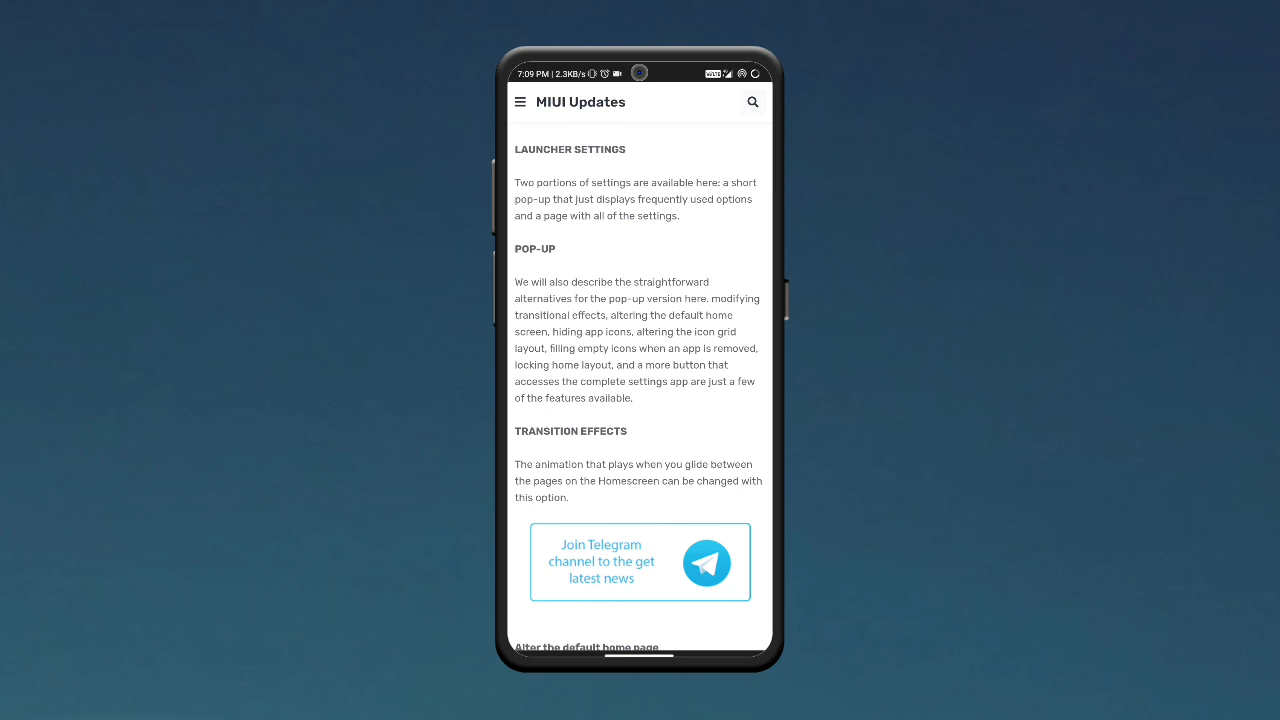 7:09 PM | 2.3KB/s
MIUI Updates
LAUNCHER SETTINGS
Two portions of settings are available here: a short
pop-up that just displays frequently used options
and a page with all of the settings.
POP-UP
We will also describe the straightforward
alternatives for the pop-up version here. modifying
transitional effects, altering the default home
screen, hiding app icons, altering the icon grid
layout, filling empty icons when an app is removed,
locking home layout, and a more button that
accesses the complete settings app are just a few
of the features available.
TRANSITION EFFECTS
The animation that plays when you glide between
the pages on the Homescreen can be changed with
this option.
Join Telegram
channel to the get
latest news
Alter the default home page